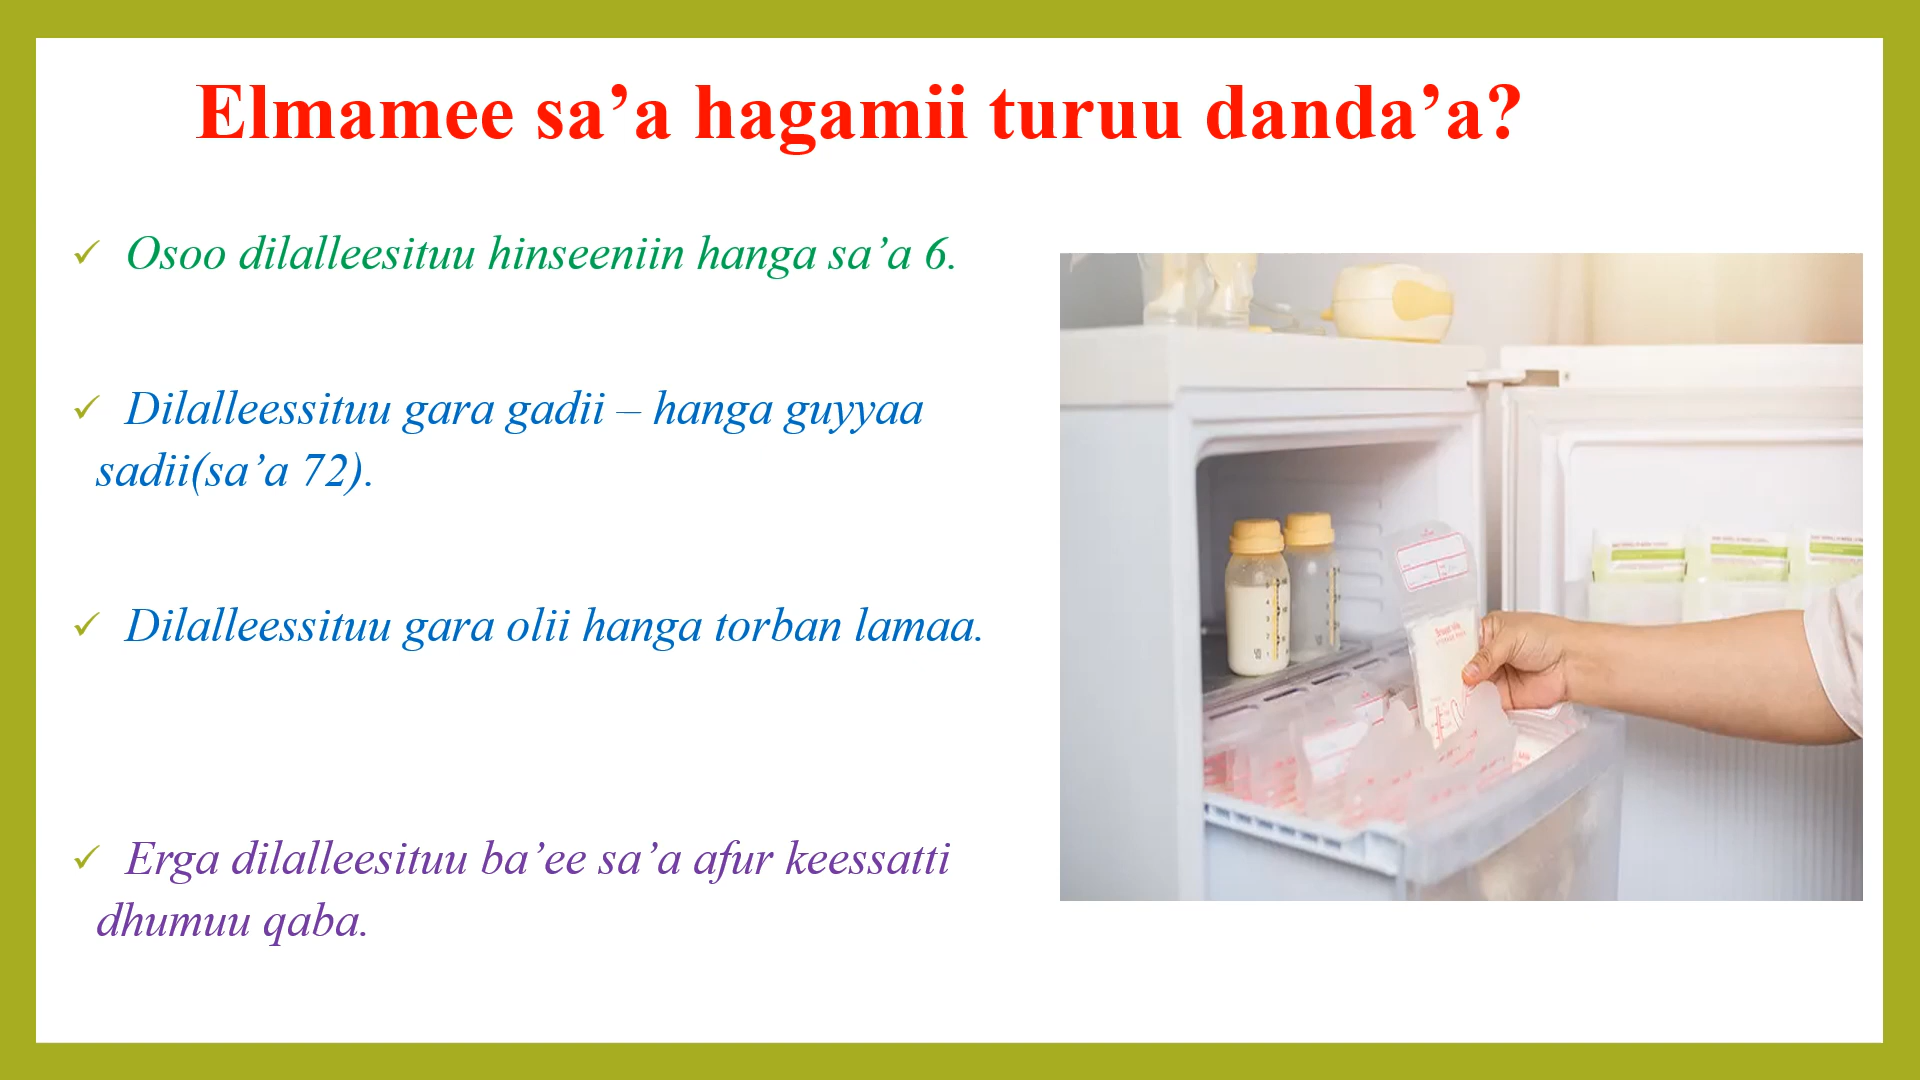 Elmamee sa’a hagamii turuu danda’a?
✓ Osoo dilalleesituu hinseeniin hanga sa’a 6.
✓ Dilalleessituu gara gadii – hanga guyyaa
sadii(sa’a 72).
✓ Dilalleessituu gara olii hanga torban lamaa.
✓ Erga dilalleesituu ba’ee sa’a afur keessatti
dhumuu qaba.